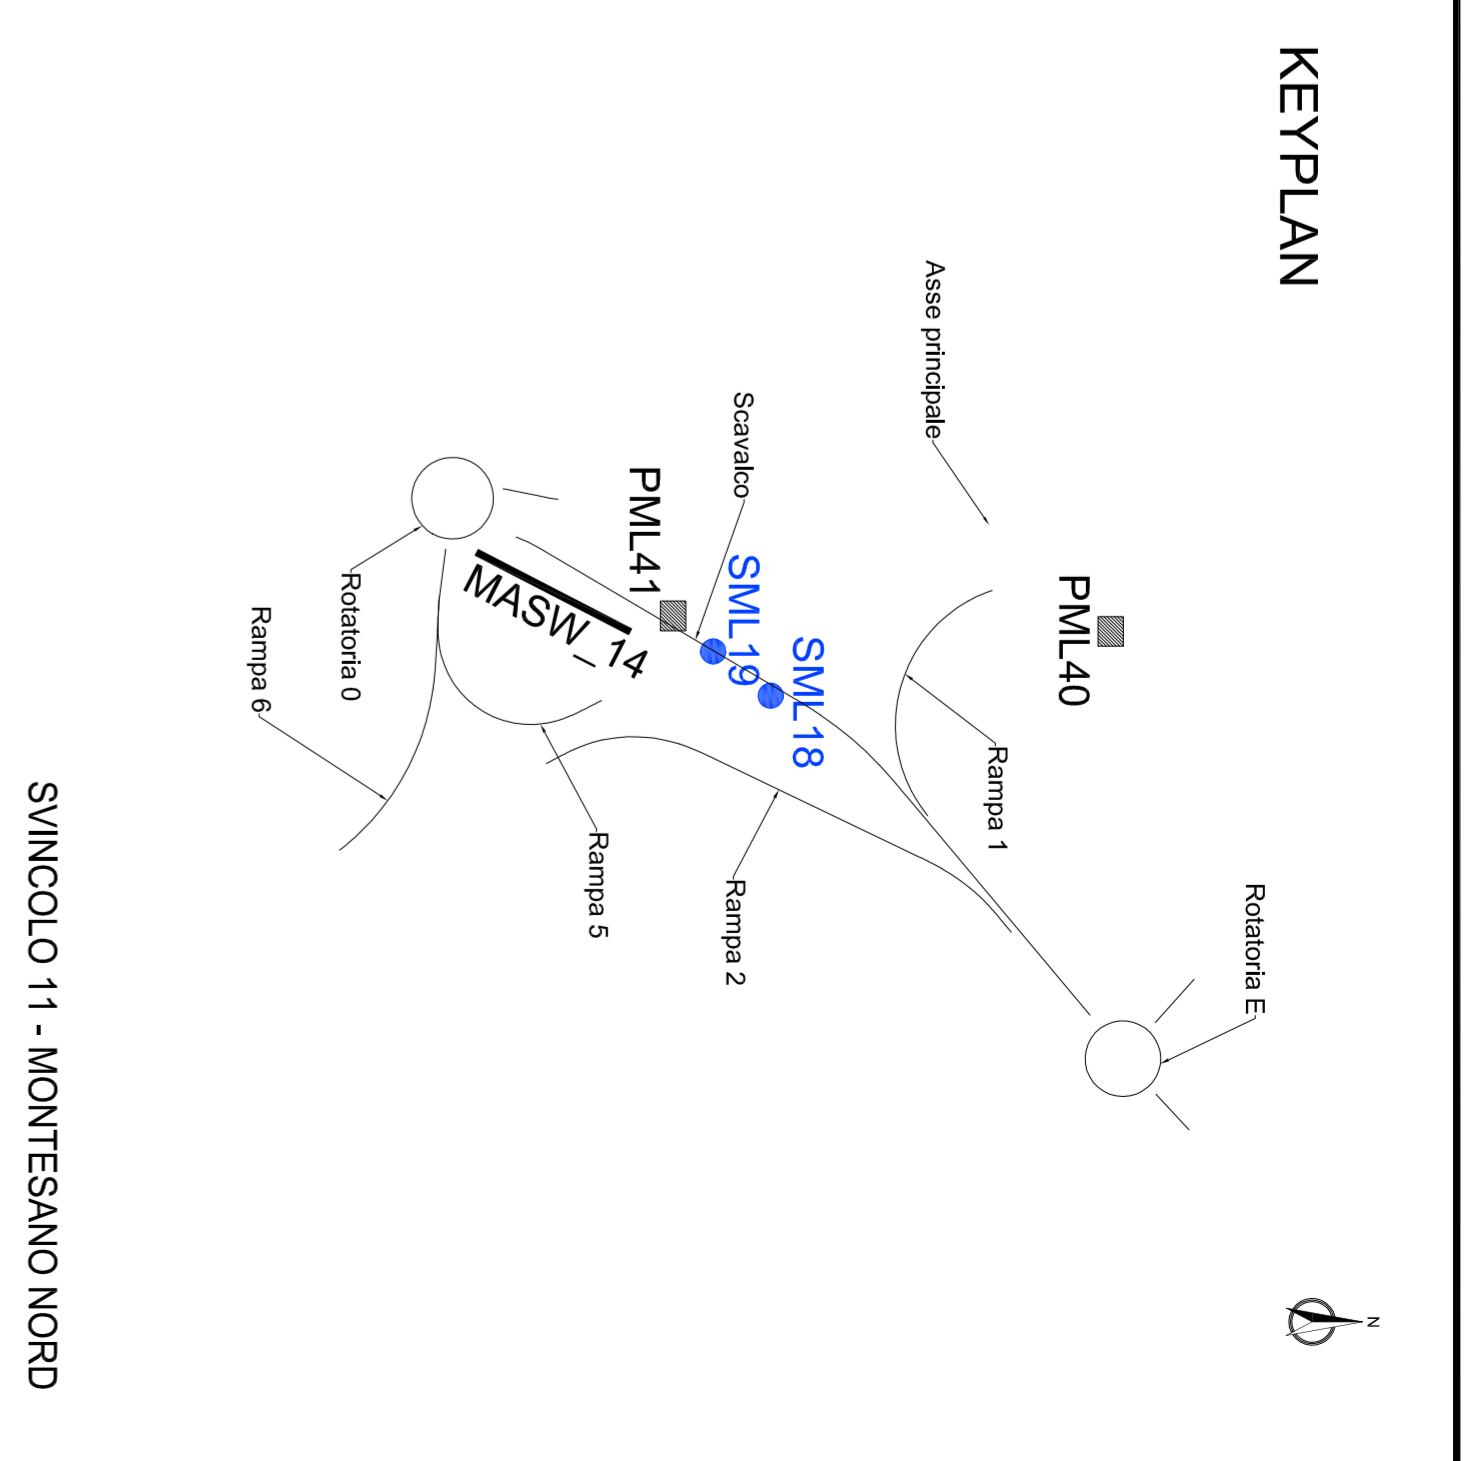 KEYPLAN
N
Rotatoria E
PML40
Rampa 1
Asse principale
SML18
SML19
Scavalco
Rampa 2
PML41
MASW_14
Rampa 5
Rotatoria 0
Rampa 6
SVINCOLO 11 - MONTESANO NORD